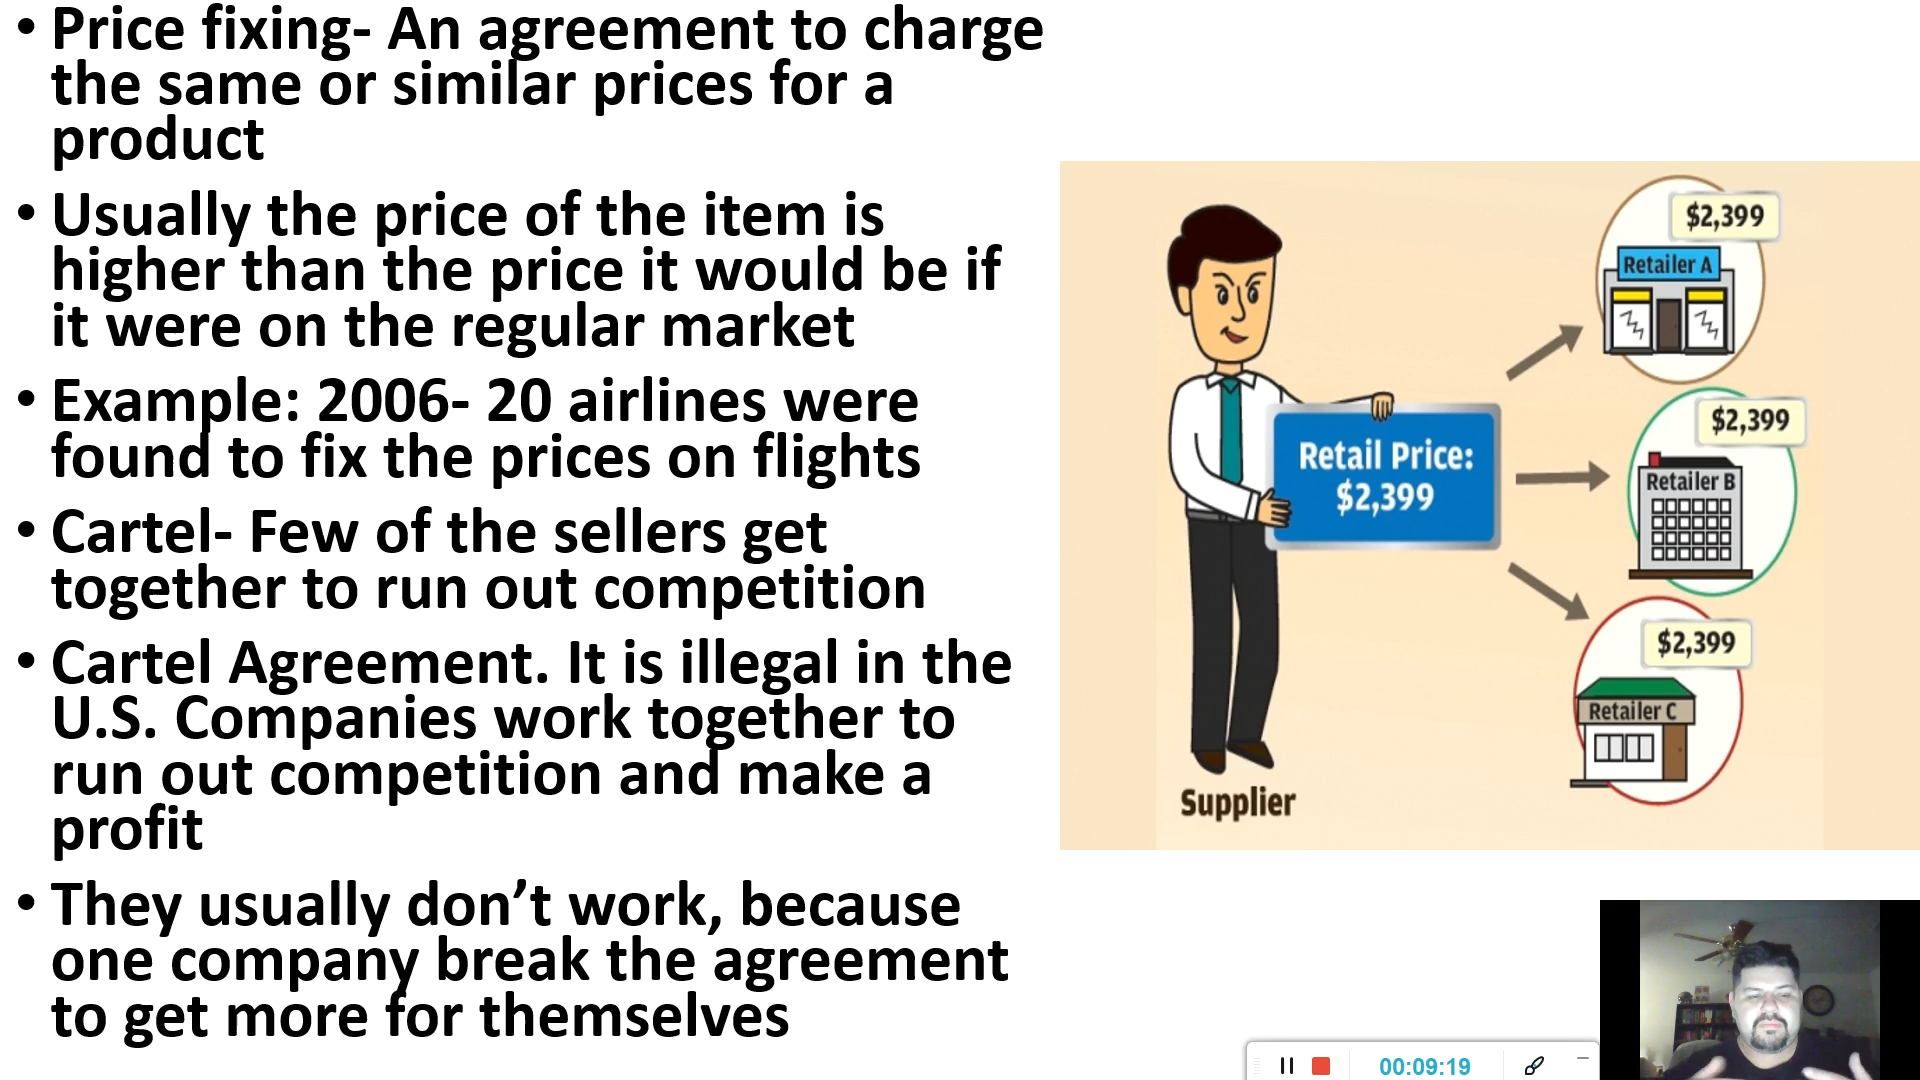 • Price fixing- An agreement to charge
the same or similar prices for a
product
• Usually the price of the item is
higher than the price it would be if
it were on the regular market
• Example: 2006- 20 airlines were
found to fix the prices on flights
• Cartel- Few of the sellers get
together to run out competition
• Cartel Agreement. It is illegal in the
U.S. Companies work together to
run out competition and make a
profit
• They usually don’t work, because
one company break the agreement
to get more for themselves
$2,399
Retailer A
$2,399
Retail Price:
$2,399
Retailer B
$2,399
Retailer C
Supplier
00:09:19